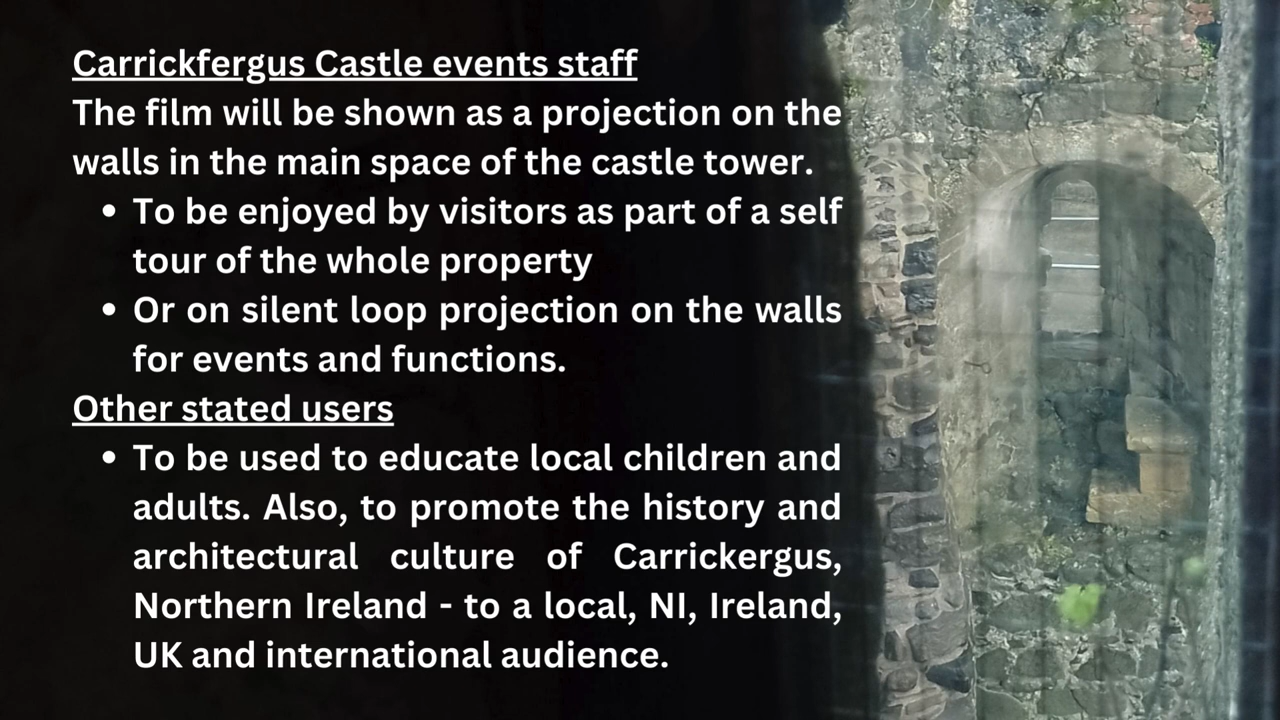 Carrickfergus Castle events staff
The film will be shown as a projection on the
walls in the main space of the castle tower.
• To be enjoyed by visitors as part of a self
tour of the whole property
• Or on silent loop projection on the walls
for events and functions.
Other stated users
• To be used to educate local children and
adults. Also, to promote the history and
architectural culture of Carrickergus,
Northern Ireland - to a local, NI, Ireland,
UK and international audience.